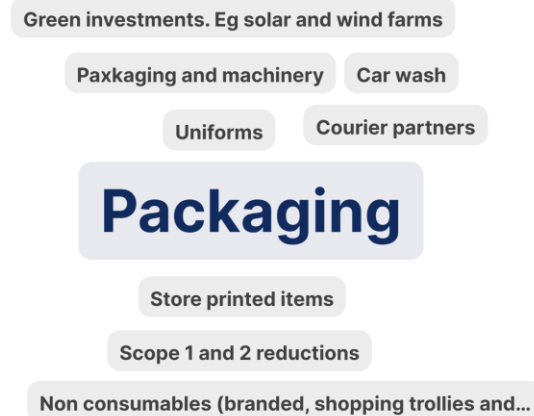 Green investments. Eg solar and wind farms
Paxkaging and machinery
Car wash
Uniforms
Courier partners
Packaging
Store printed items
Scope 1 and 2 reductions
Non consumables (branded, shopping trollies and...